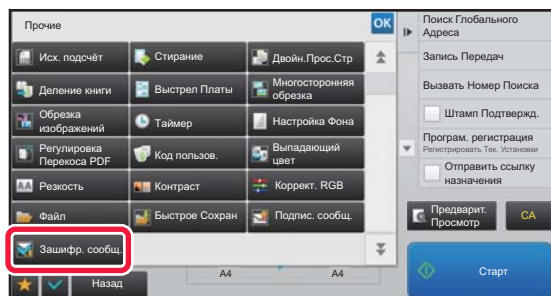 Прочие
OK
Исх. подсчёт
Стирание
Двойн.Прос.Стр
Деление книги
Выстрел Платы
Многосторонняя
обрезка
Обрезка
изображений
Таймер
Настройка Фона
Регулировка
Перекоса PDF
Код пользов.
Выпадающий
цвет
AA Резкость
Контраст
Коррект. RGB
Файл
Быстрое Сохран
Подпис. сообщ.
Зашифр. сообщ.
Назад
A4
A4
Поиск Глобального
Адреса
Запись Передач
Вызвать Номер Поиска
Штамп Подтвержд.
Програм. регистрация
Регистрировать Тек. Установки
Отправить ссылку
назначения
Предварит.
Просмотр
CA
Старт